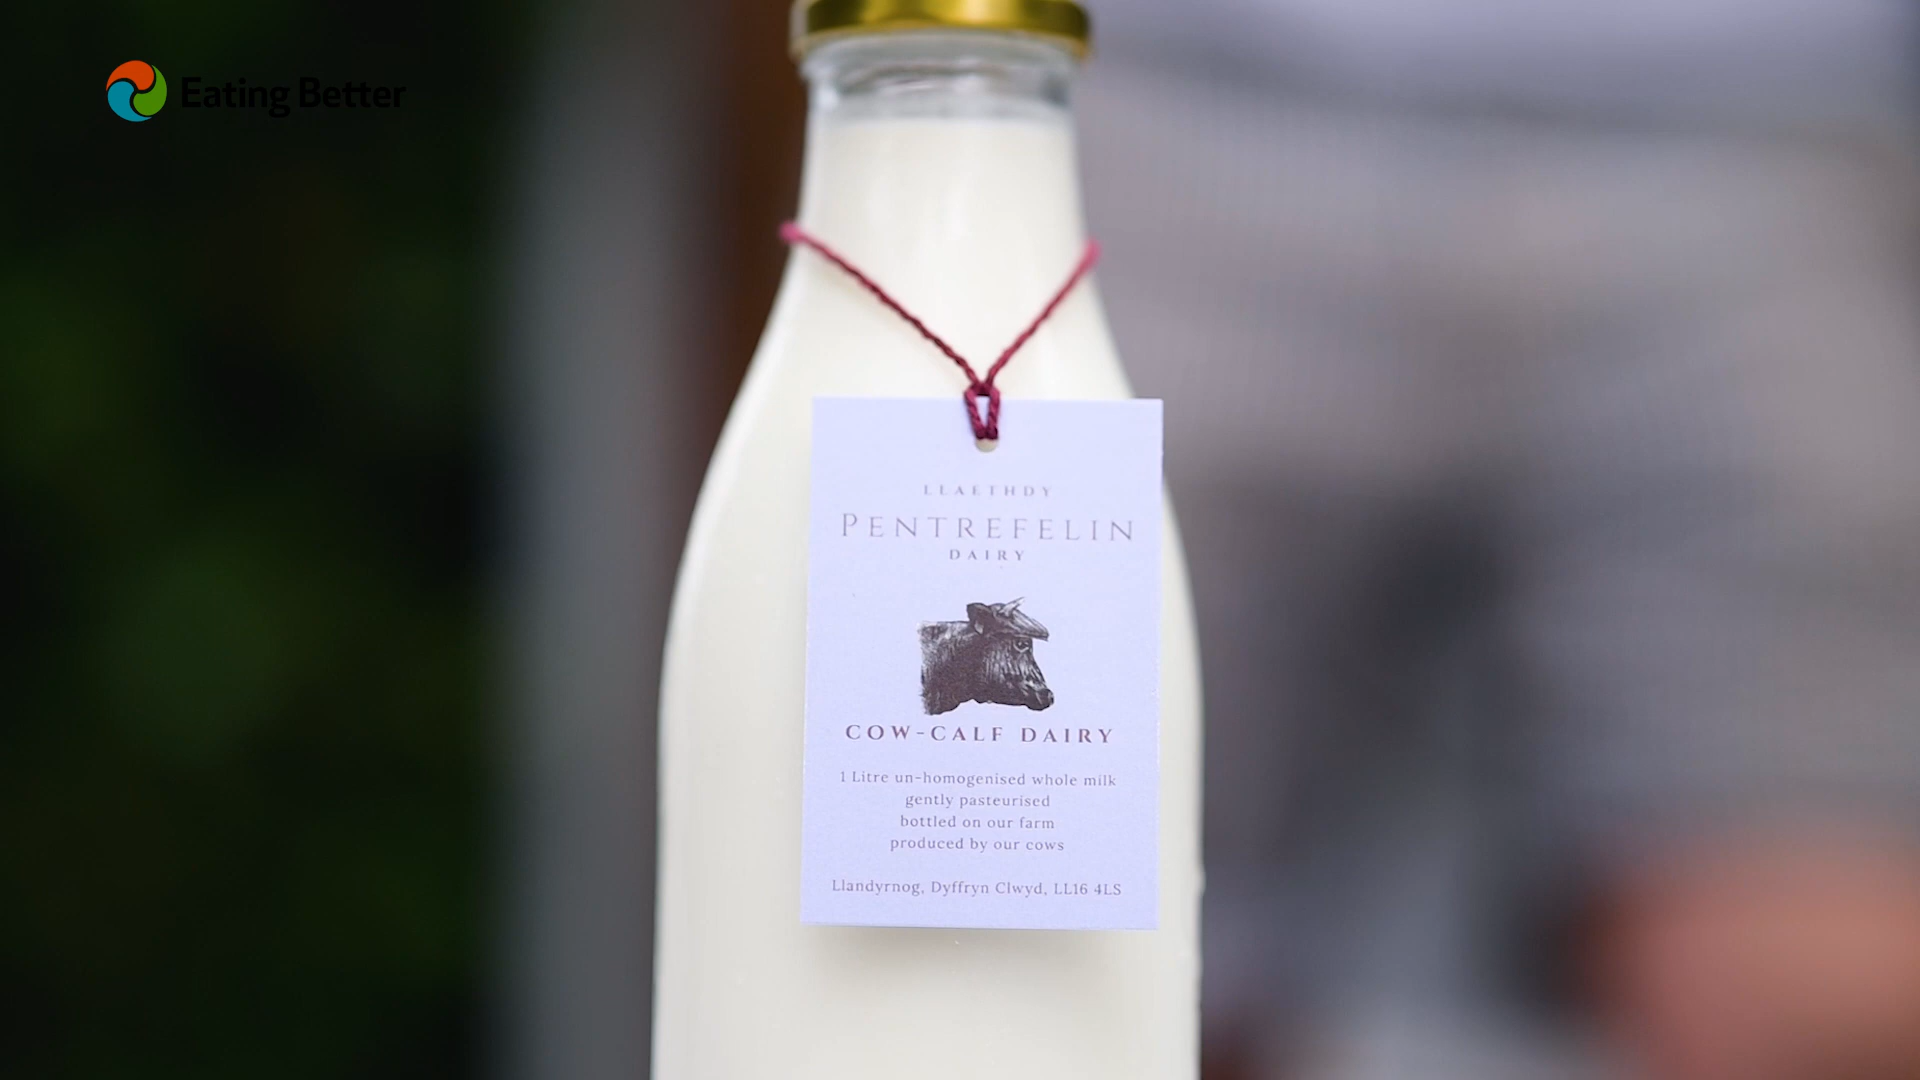 Eating Better
LLAETHDY
PENTREFELIN
DAIRY
COW-CALF DAIRY
1 Litre un-homogenised whole milk
gently pasteurised
bottled on our farm
produced by our cows
Llandyrnog, Dyffryn Clwyd, LL16 4LS